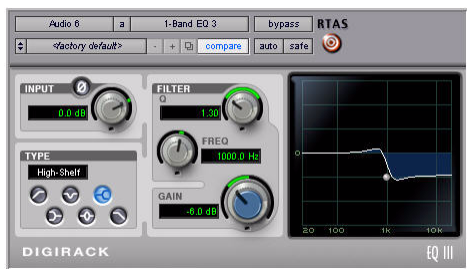 Audio 6 a 1-Band EQ 3 bypass RTAS
<factory default> - + compare auto safe
INPUT Ø
0.0 dB
FILTER
Q
1.30
FREQ
1000.0 Hz
TYPE
High-Shelf
GAIN
-6.0 dB
0
20 100 1k 10k
DIGIRACK EQ III